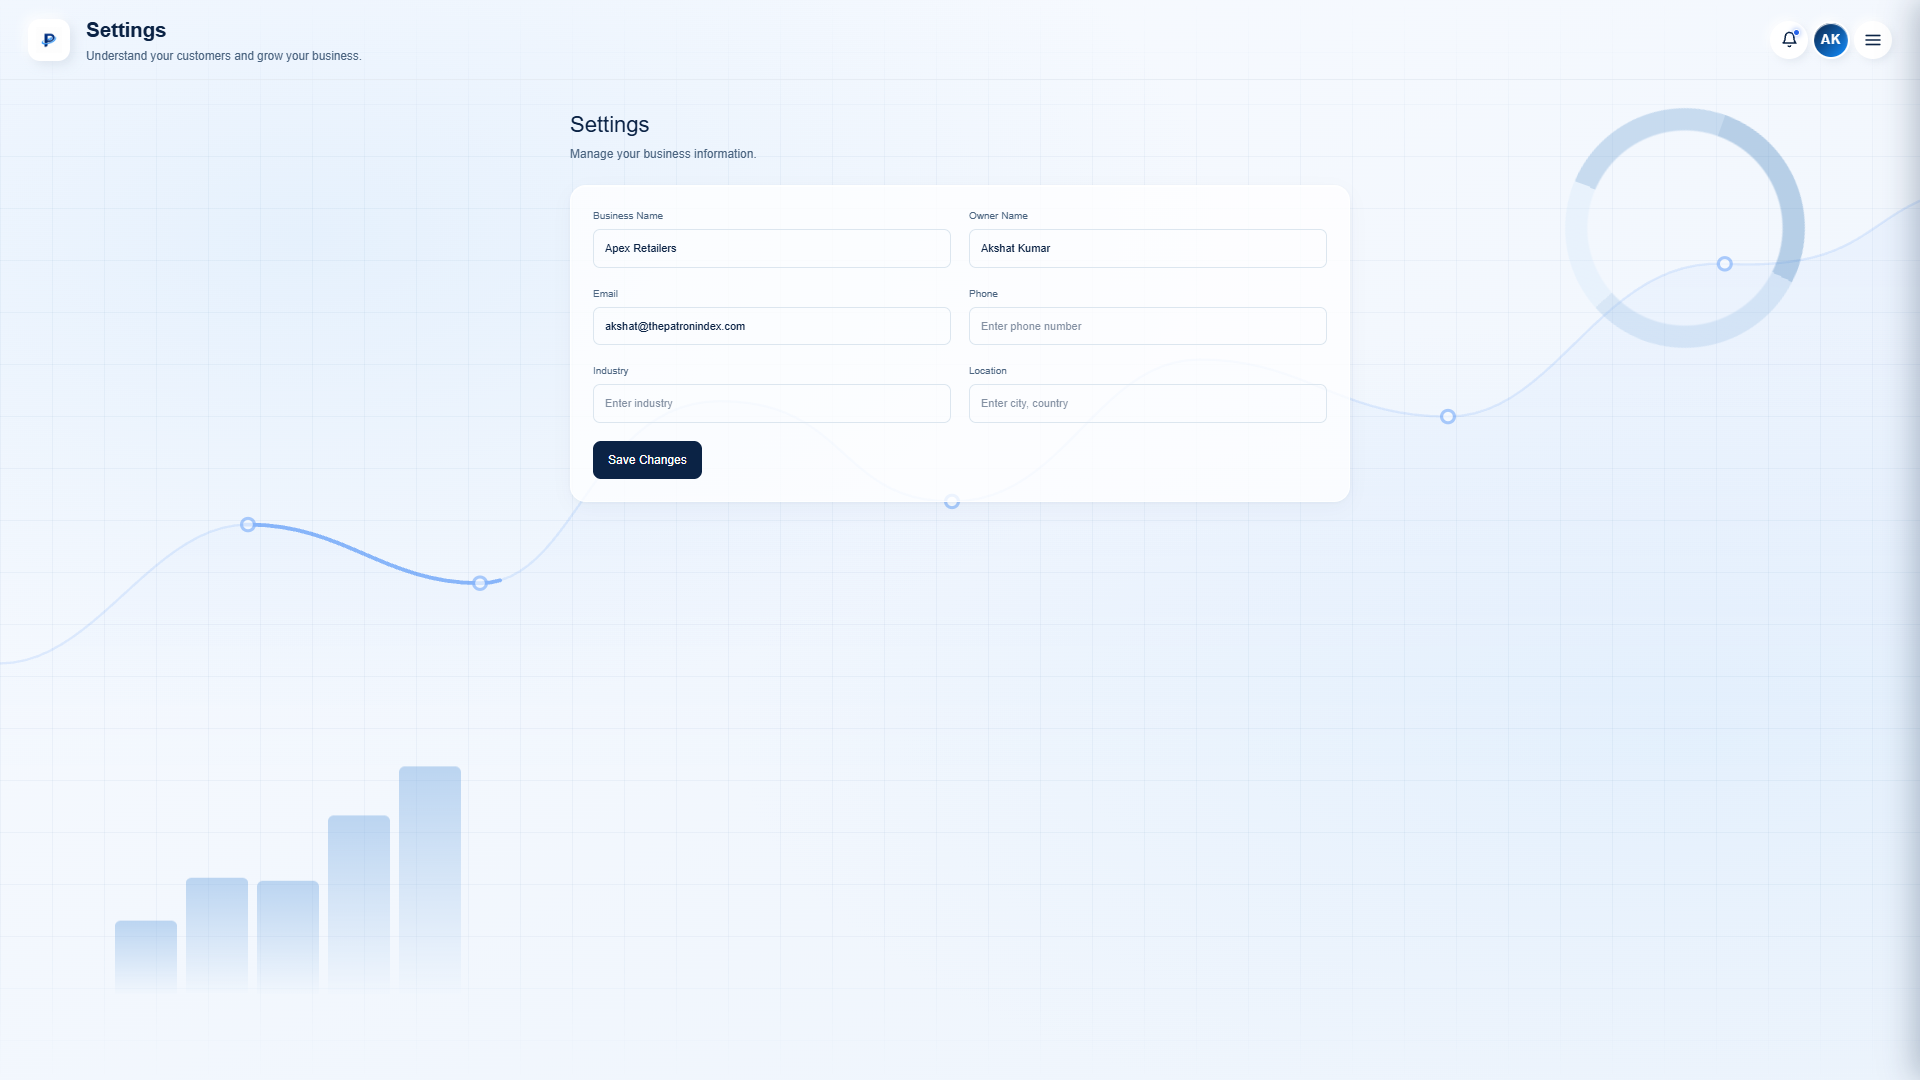 P
Settings
Understand your customers and grow your business.
AK
Settings
Manage your business information.
Business Name
Owner Name
Apex Retailers
Akshat Kumar
Email
Phone
akshat@thepatronindex.com
Enter phone number
Industry
Location
Enter industry
Enter city, country
Save Changes